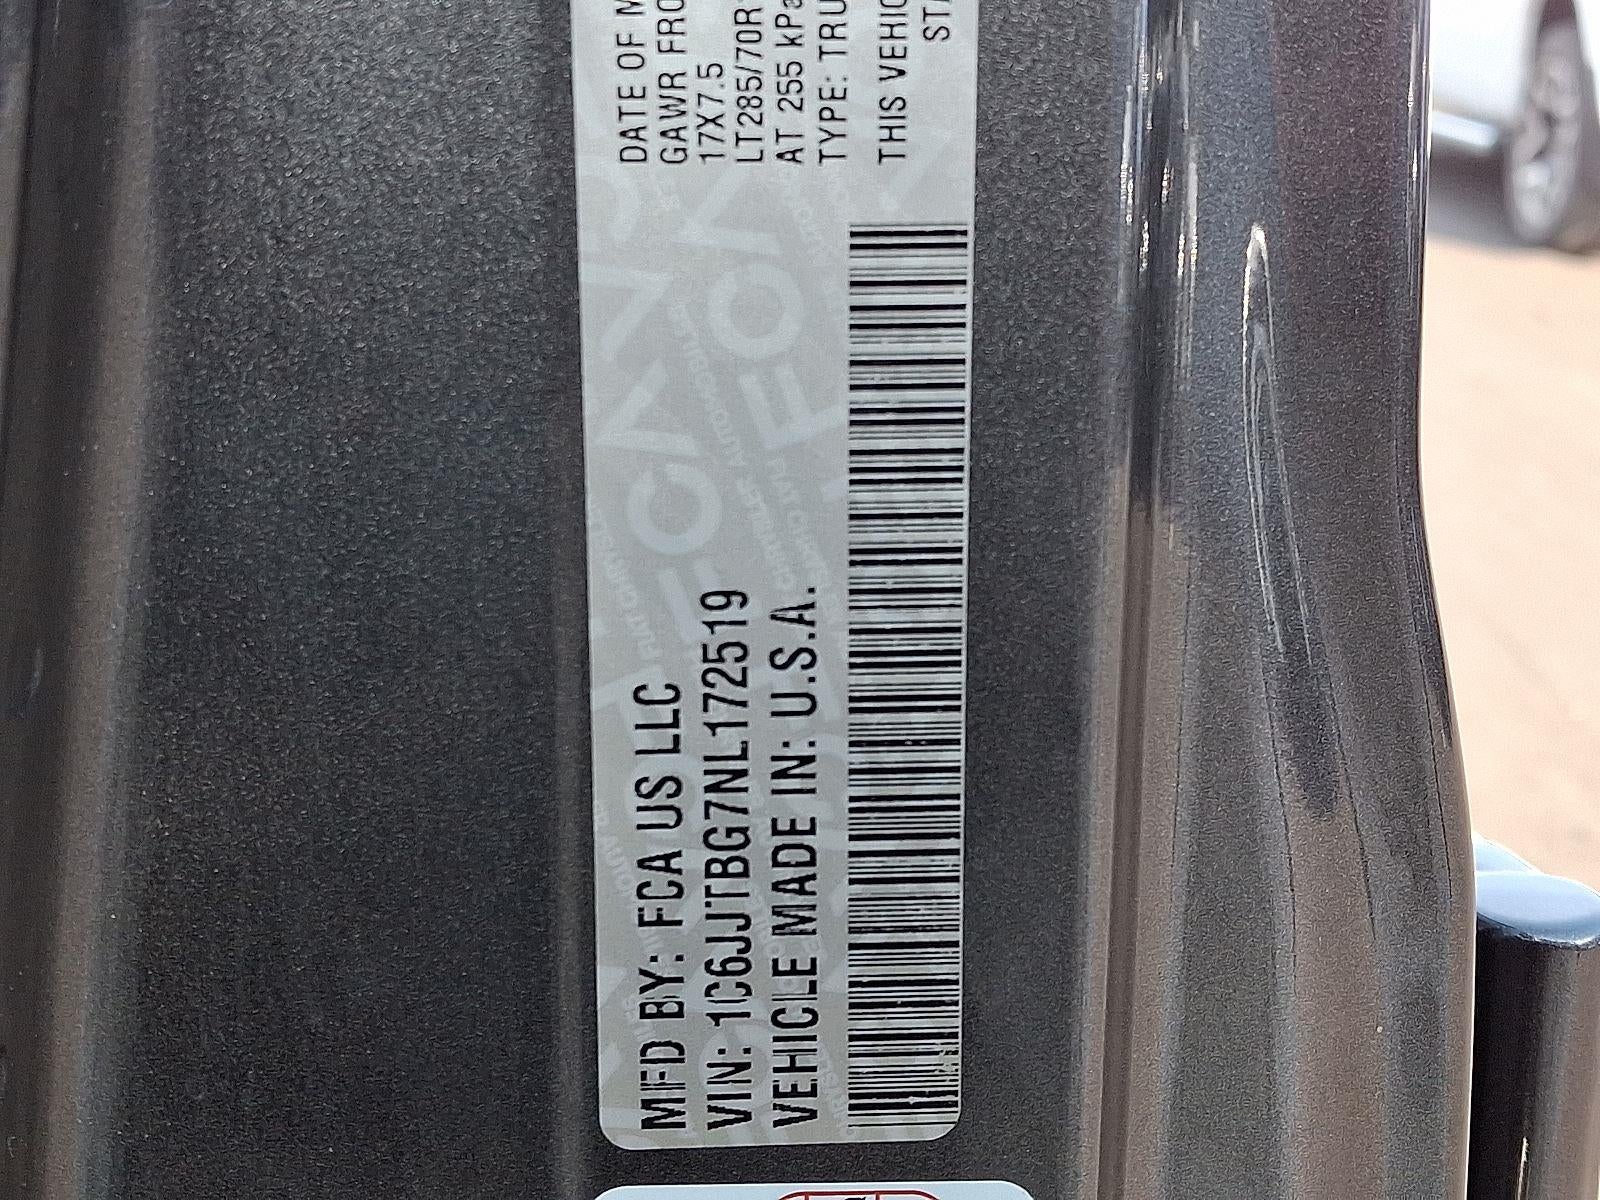 MFD BY: FCA US LLC
VIN: 1C6JJTBG7NL172519
VEHICLE MADE IN: U.S.A.
DATE OF M
GAWR FRO
17X7.5
LT285/70R
AT 255 kPa
TYPE: TRU
THIS VEHIC
STA